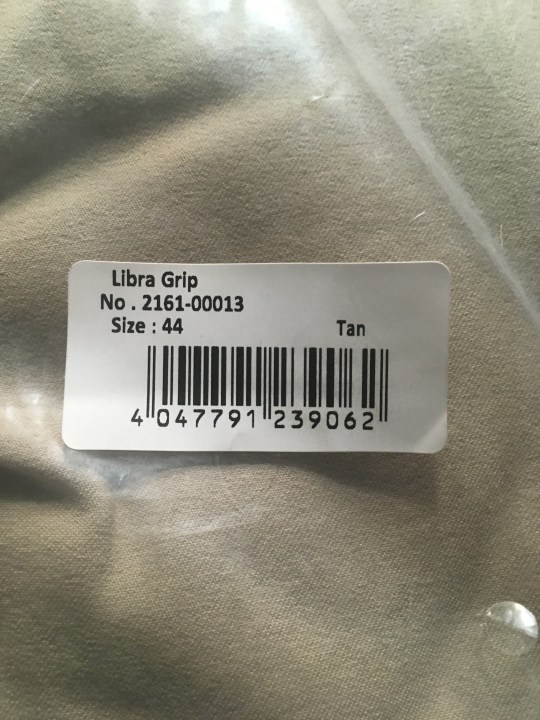 Libra Grip
No . 2161-00013
Size : 44 Tan
4 047791 239062